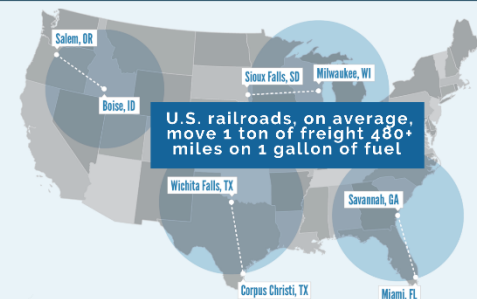 Salem, OR
Boise, ID
Sioux Falls, SD
Milwaukee, WI
U.S. railroads, on average,
move 1 ton of freight 480+
miles on 1 gallon of fuel
Wichita Falls, TX
Savannah, GA
Corpus Christi, TX
Miami, FL